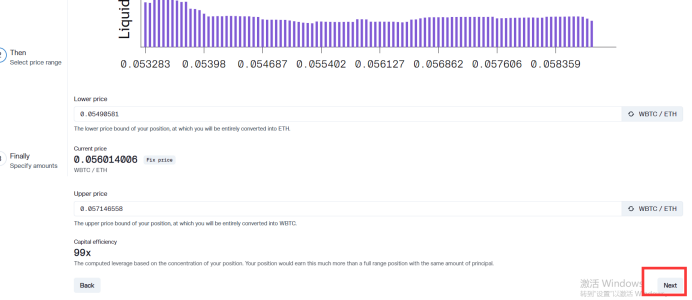 Liquid
0.053283 0.05398 0.054687 0.055402 0.056127 0.056862 0.057606 0.058359
Then
Select price range
Lower price
0.05490581
WBTC / ETH
The lower price bound of your position, at which you will be entirely converted into ETH.
Current price
0.056014006 Pin price
WBTC / ETH
Finally
Specify amounts
Upper price
0.057146558
WBTC / ETH
The upper price bound of your position, at which you will be entirely converted into WBTC.
Capital efficiency
99x
The computed leverage based on the concentration of your position. Your position would earn this much more than a full range position with the same amount of principal.
Back
Next
激活 Windows
转到"设置"以激活 Windows